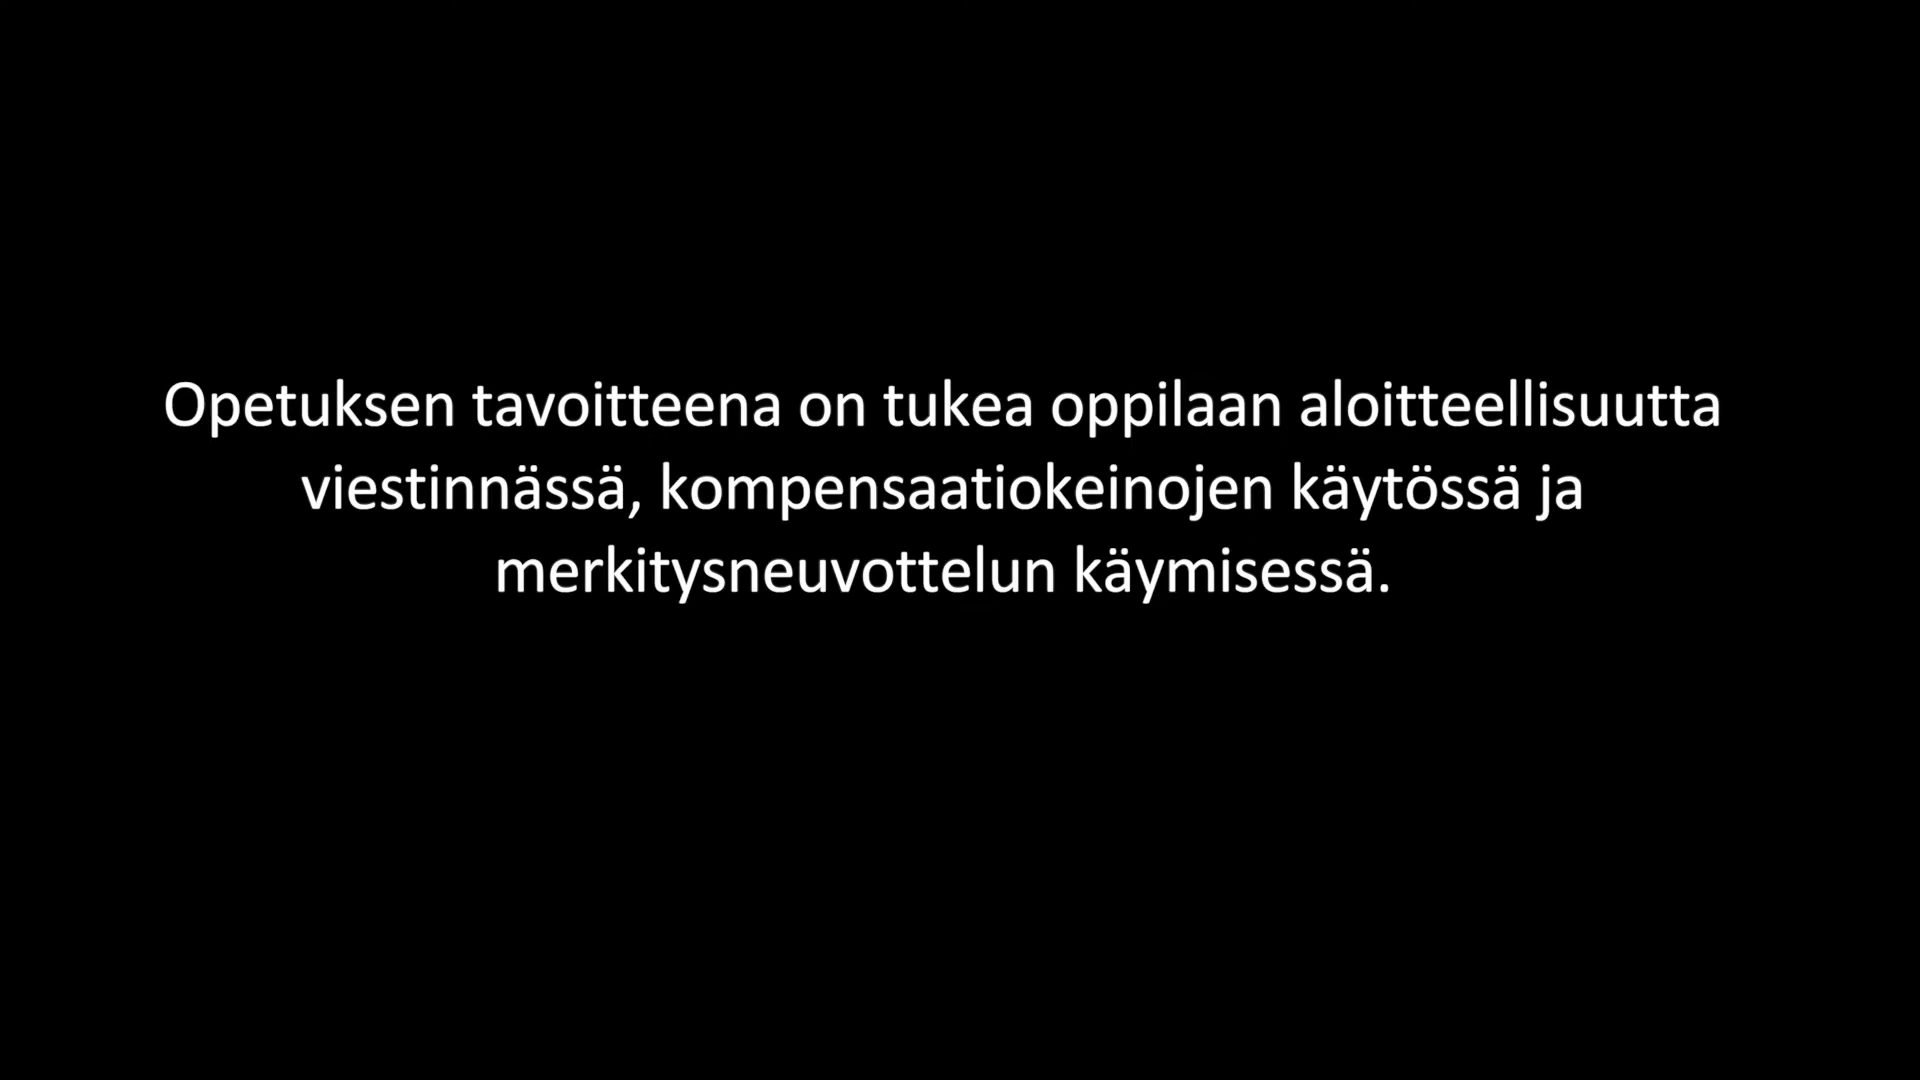 Opetuksen tavoitteena on tukea oppilaan aloitteellisuutta
viestinnässä, kompensaatiokeinojen käytössä ja
merkitysneuvottelun käymisessä.